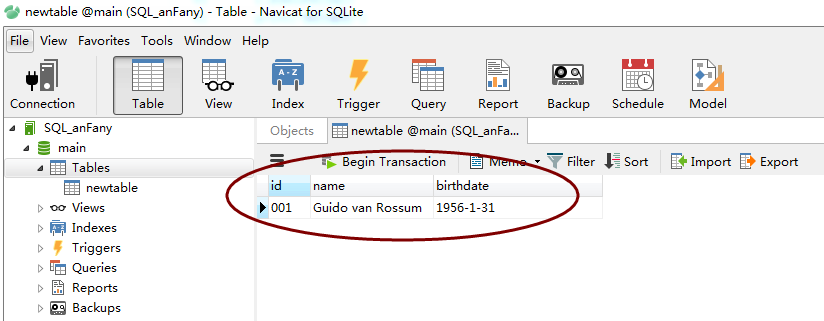 newtable @main (SQL_anFany) - Table - Navicat for SQLite
File View Favorites Tools Window Help
Connection Table View Index Trigger Query Report Backup Schedule Model
SQL_anFany
main
Tables
newtable
Views
Indexes
Triggers
Queries
Reports
Backups
Objects newtable @main (SQL_anFa...
Begin Transaction Memo Filter Sort Import Export
id name birthdate
001 Guido van Rossum 1956-1-31